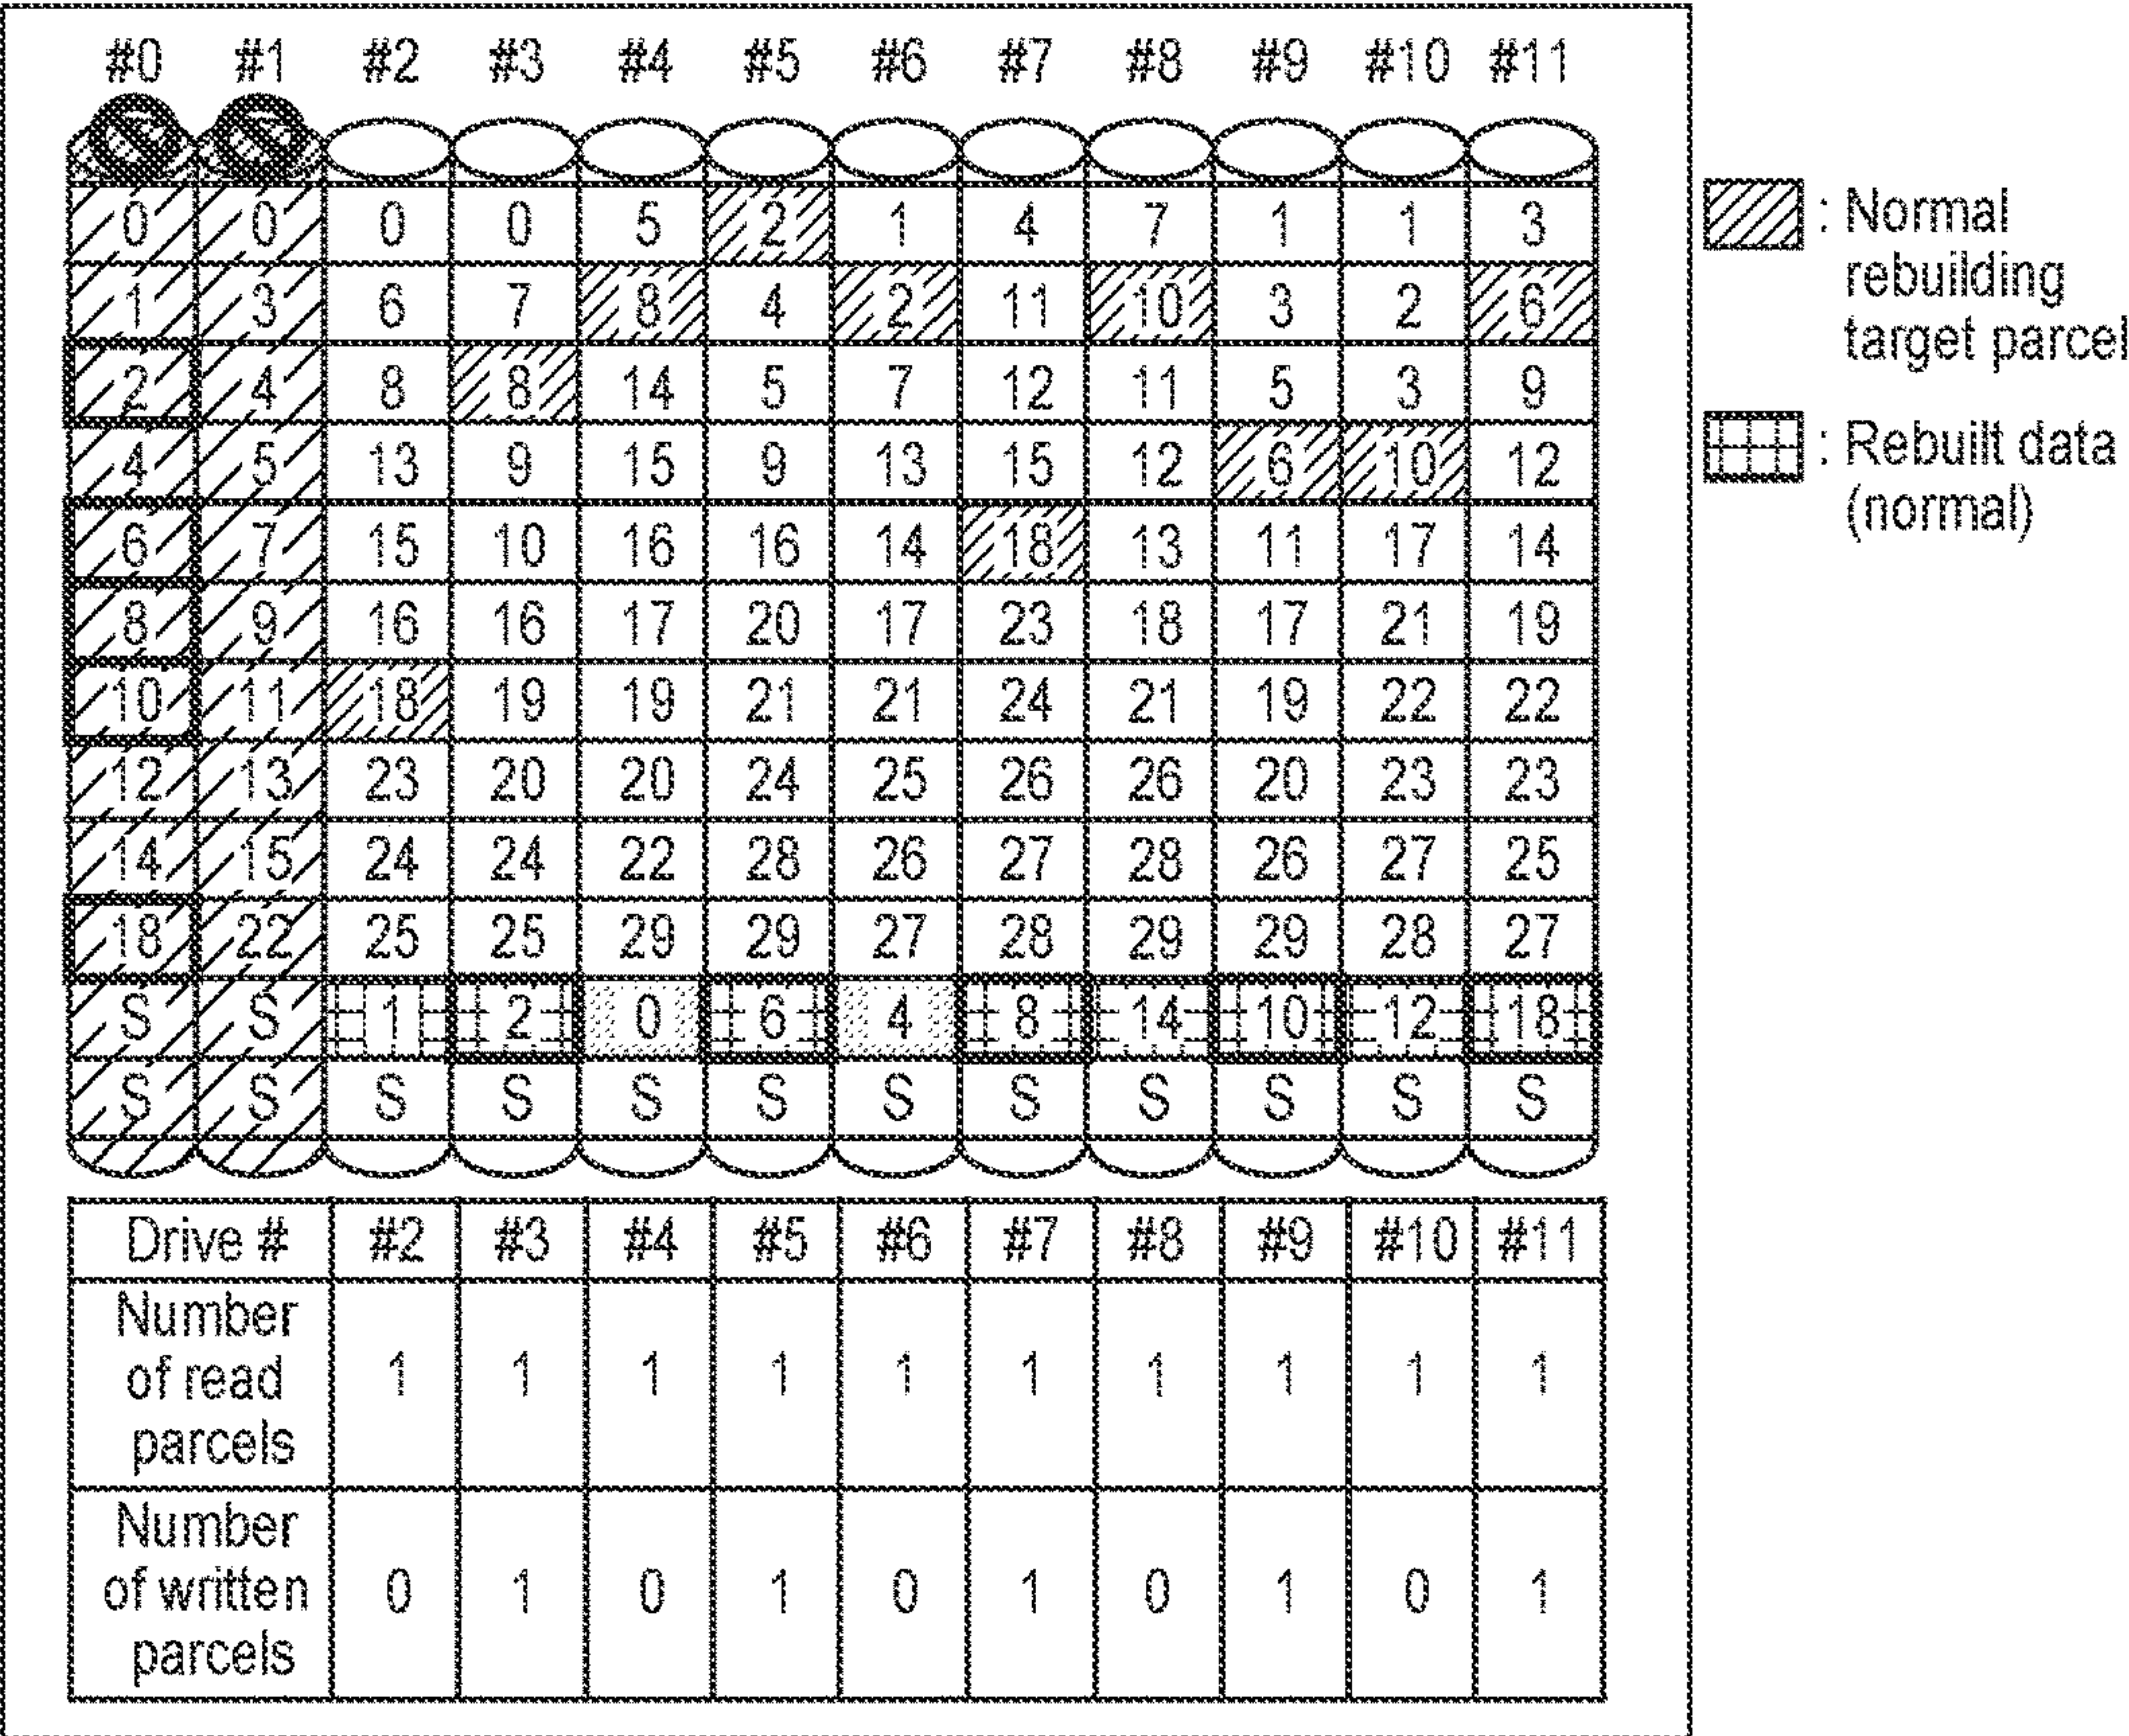 #0 #1 #2 #3 #4 #5 #6 #7 #8 #9 #10 #11
0 0 0 0 5 2 1 4 7 1 1 3
1 3 6 7 8 4 2 11 10 3 2 6
2 4 8 8 14 5 7 12 11 5 3 9
4 5 13 9 15 9 13 15 12 6 10 12
6 7 15 10 16 16 14 18 13 11 17 14
8 9 16 16 17 20 17 23 18 17 21 19
10 11 18 19 19 21 21 24 21 19 22 22
12 13 23 20 20 24 25 26 26 20 23 23
14 15 24 24 22 28 26 27 28 26 27 25
18 22 25 25 29 29 27 28 29 29 28 27
S S 1 2 0 6 4 8 14 10 12 18
S S S S S S S S S S S S
: Normal
rebuilding
target parcel
: Rebuilt data
(normal)
Drive # #2 #3 #4 #5 #6 #7 #8 #9 #10 #11
Number
of read
parcels
1 1 1 1 1 1 1 1 1 1
Number
of written
parcels
0 1 0 1 0 1 0 1 0 1